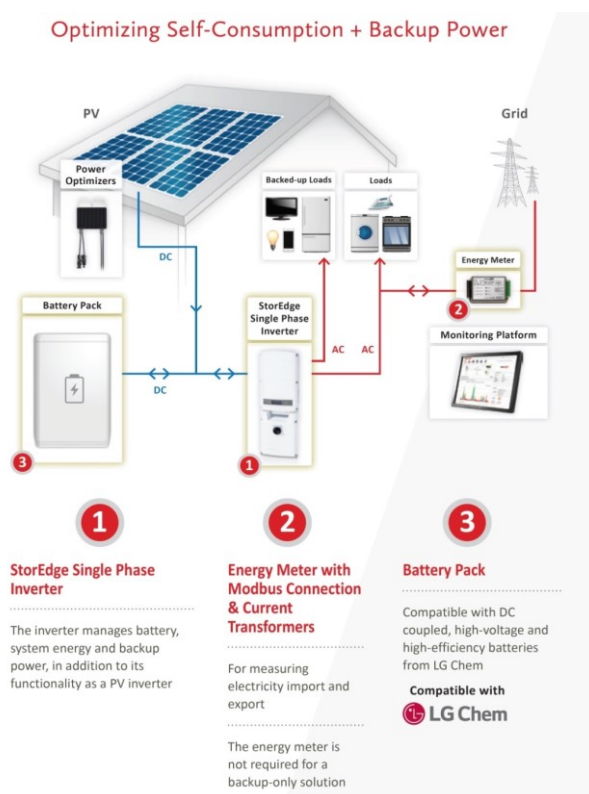 Optimizing Self-Consumption + Backup Power
PV
Grid
Power
Optimizers
Backed-up Loads
Loads
DC
Energy Meter
2
Battery Pack
StorEdge
Single Phase
Inverter
Monitoring Platform
AC
AC
DC
3
1
1
StorEdge Single Phase
Inverter
The inverter manages battery,
system energy and backup
power, in addition to its
functionality as a PV inverter
2
Energy Meter with
Modbus Connection
& Current
Transformers
For measuring
electricity import and
export
The energy meter is
not required for a
backup-only solution
3
Battery Pack
Compatible with DC
coupled, high-voltage and
high-efficiency batteries
from LG Chem
Compatible with
LG Chem